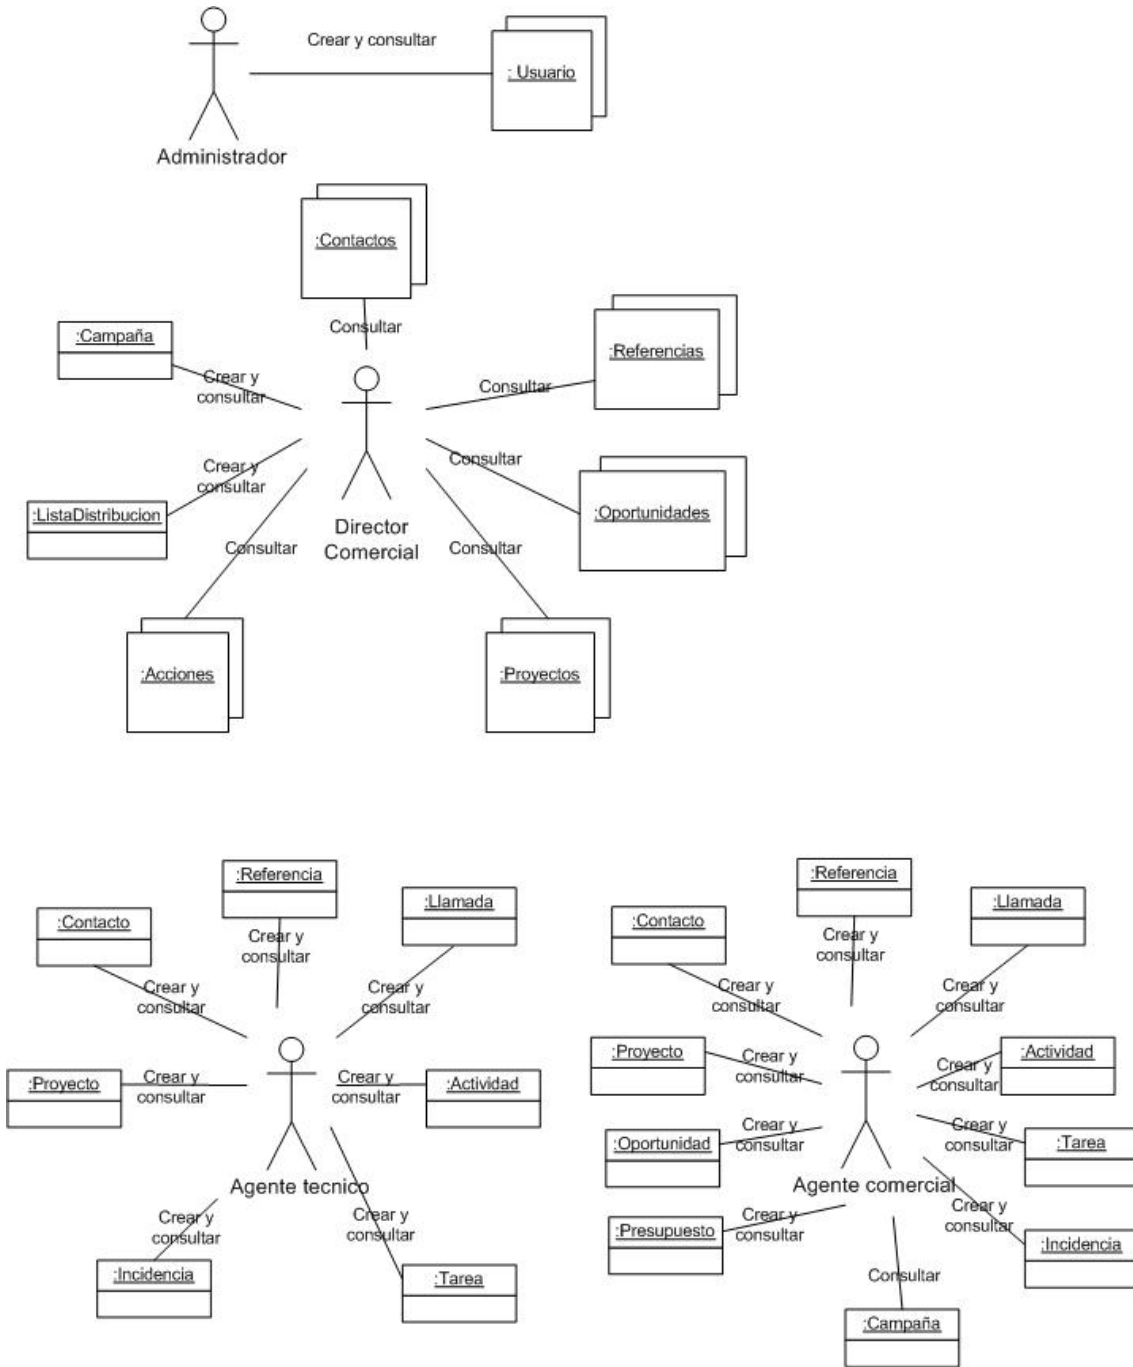 Crear y consultar
: Usuario
Administrador
:Contactos
Consultar
:Campaña
Crear y
consultar
:Referencias
Consultar
Crear y
consultar
Consultar
:ListaDistribucion
:Oportunidades
Director
Comercial
Consultar
Consultar
:Acciones
:Proyectos
:Referencia
:Contacto
:Llamada
Crear y
consultar
Crear y
consultar
Crear y
consultar
:Proyecto
Crear y
consultar
Crear y
consultar
:Actividad
Agente tecnico
Crear y
consultar
Crear y
consultar
:Incidencia
:Tarea
:Referencia
:Contacto
:Llamada
Crear y
consultar
Crear y
consultar
Crear y
consultar
:Proyecto
Crear y
consultar
Crear y
consultar
:Actividad
:Oportunidad
Crear y
consultar
Crear y
consultar
:Tarea
Agente comercial
:Presupuesto
Crear y
consultar
Crear y
consultar
:Incidencia
Consultar
:Campaña